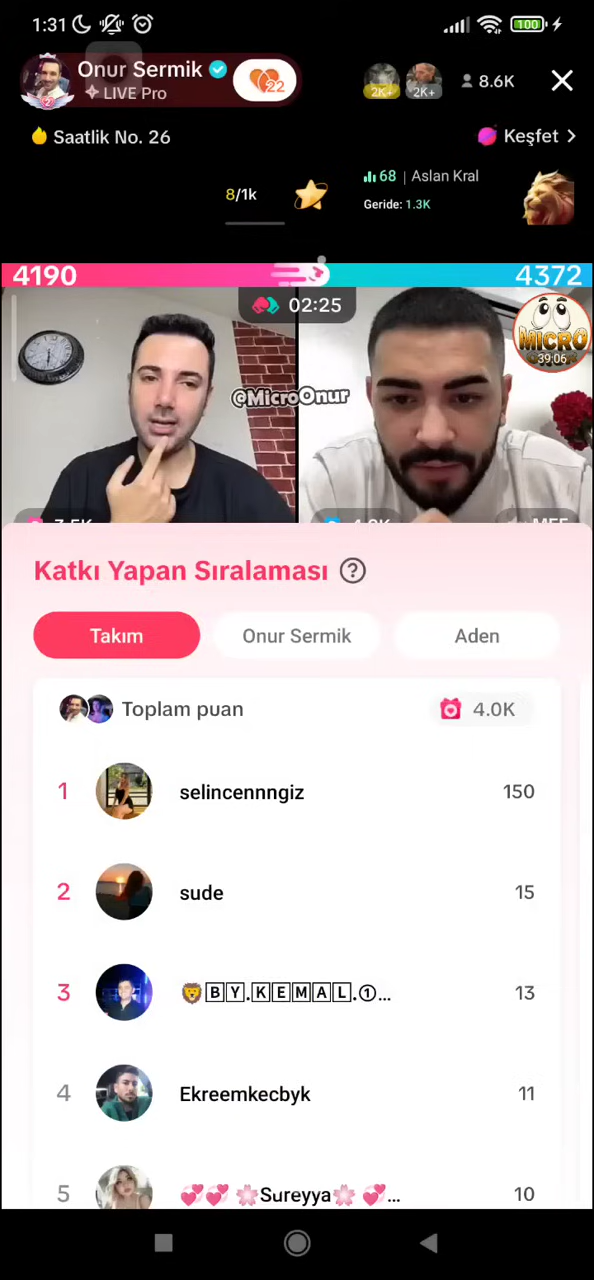 1:31
100
Onur Sermik
LIVE Pro
22
2K+
2K+
8.6K
Saatlik No. 26
Keşfet
8/1k
68 | Aslan Kral
Geride: 1.3K
4190
4372
02:25
MICRO
39:06
@MicroOnur
Katkı Yapan Sıralaması
Takım
Onur Sermik
Aden
Toplam puan
4.0K
1 selincennngiz 150
2 sude 15
3 🦁🄱🅈.🄺🄴🄼🄰🄻.①... 13
4 Ekreemkecbyk 11
5 💞💞 🌸Sureyya🌸 💞... 10